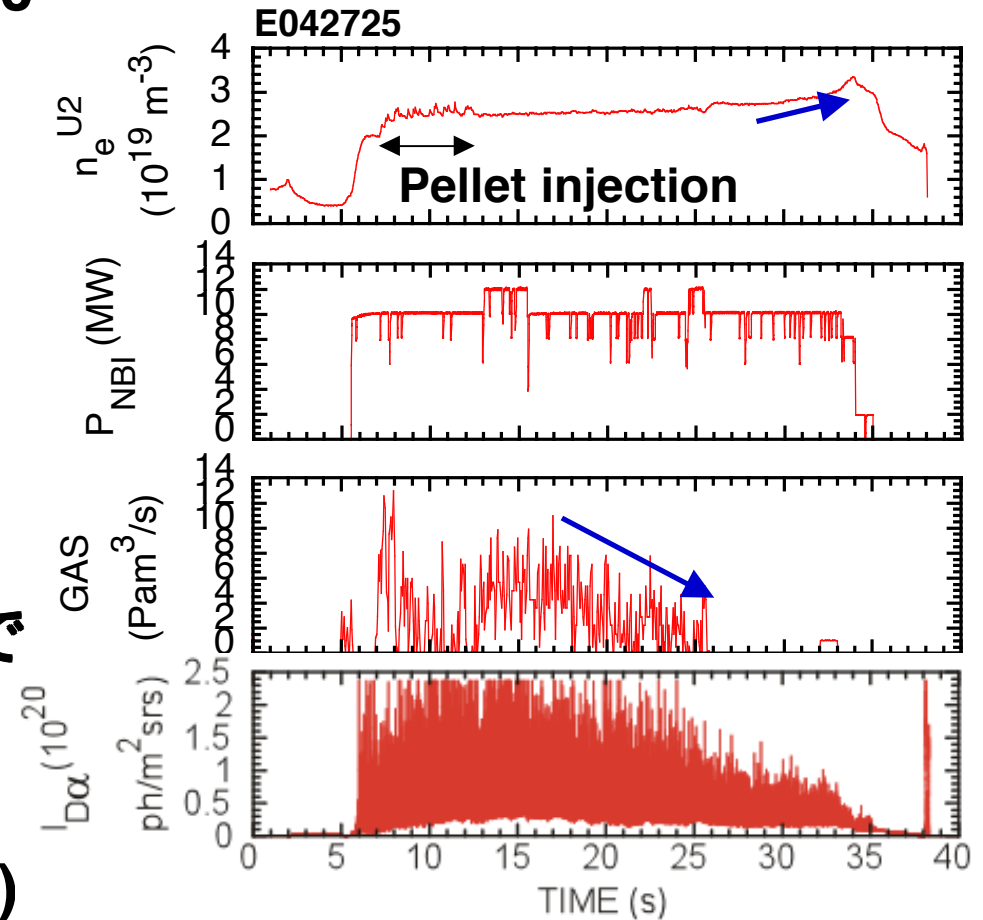 E042725
4
3
2
1
0
n_e^U2
(10^19 m^-3)
Pellet injection
14
12
10
8
6
4
2
0
P_NBI (MW)
14
12
10
8
6
4
2
0
GAS
(Pam^3/s)
2.5
2
1.5
1
0.5
0
I_Dα(10^20
ph/m^2srs)
0 5 10 15 20 25 30 35 40
TIME (s)
)